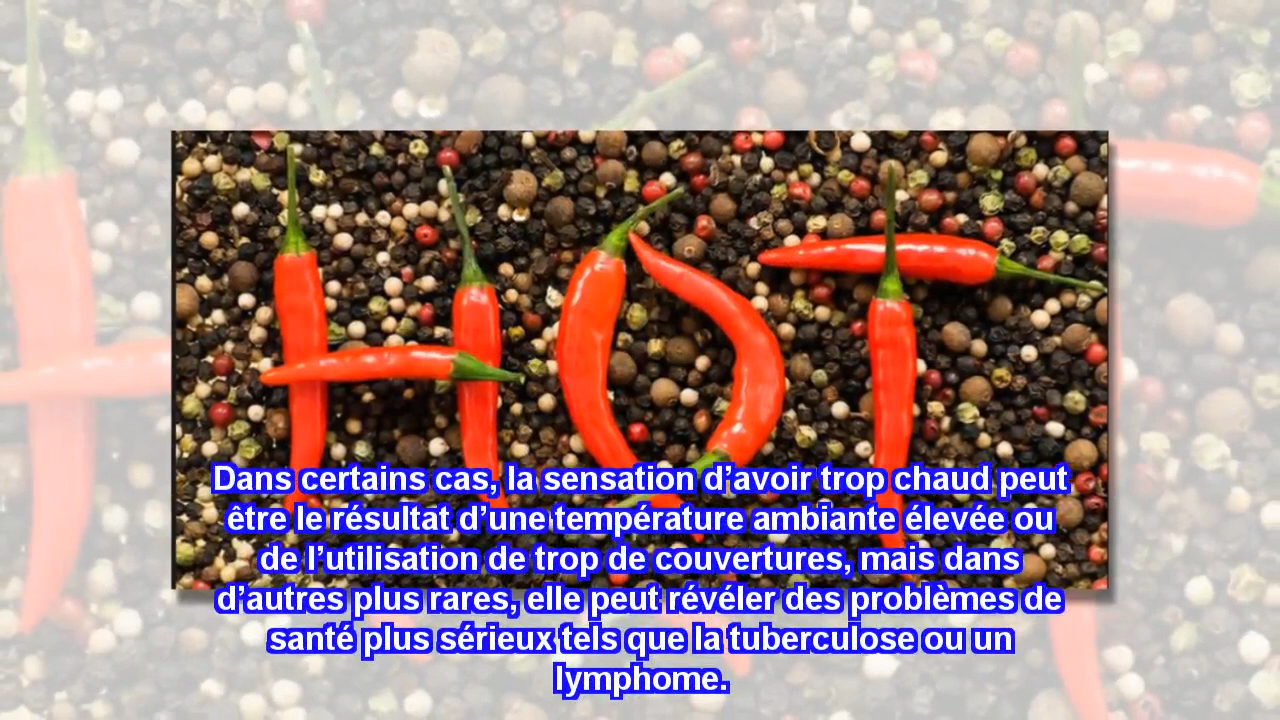 HOT
Dans certains cas, la sensation d’avoir trop chaud peut
être le résultat d’une température ambiante élevée ou
de l’utilisation de trop de couvertures, mais dans
d’autres plus rares, elle peut révéler des problèmes de
santé plus sérieux tels que la tuberculose ou un
lymphome.